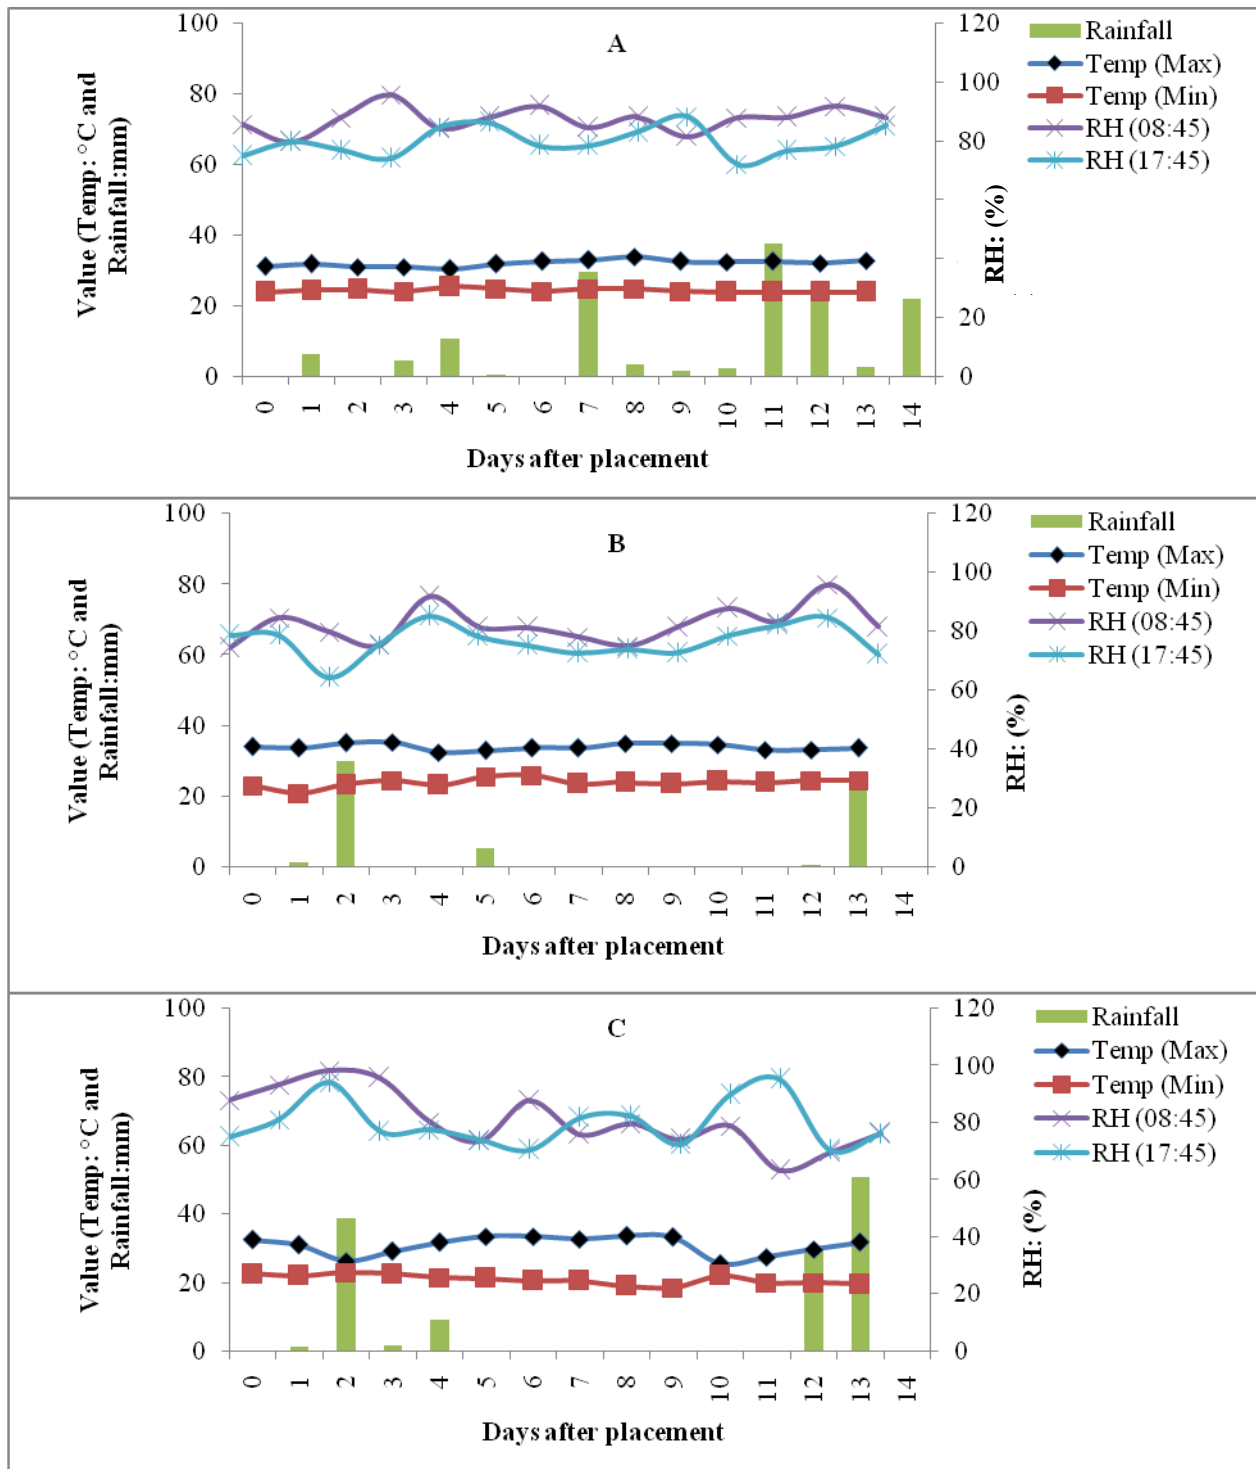 A
Value (Temp: °C and
Rainfall:mm)
100
80
60
40
20
0
120
100
80
20
0
RH: (%)
0 1 2 3 4 5 6 7 8 9 10 11 12 13 14
Days after placement
Rainfall
Temp (Max)
Temp (Min)
RH (08:45)
RH (17:45)
B
Value (Temp: °C and
Rainfall:mm)
100
80
60
40
20
0
120
100
80
60
40
20
0
RH: (%)
0 1 2 3 4 5 6 7 8 9 10 11 12 13 14
Days after placement
Rainfall
Temp (Max)
Temp (Min)
RH (08:45)
RH (17:45)
C
Value (Temp: °C and
Rainfall:mm)
100
80
60
40
20
0
120
100
80
60
40
20
0
RH: (%)
0 1 2 3 4 5 6 7 8 9 10 11 12 13 14
Days after placement
Rainfall
Temp (Max)
Temp (Min)
RH (08:45)
RH (17:45)